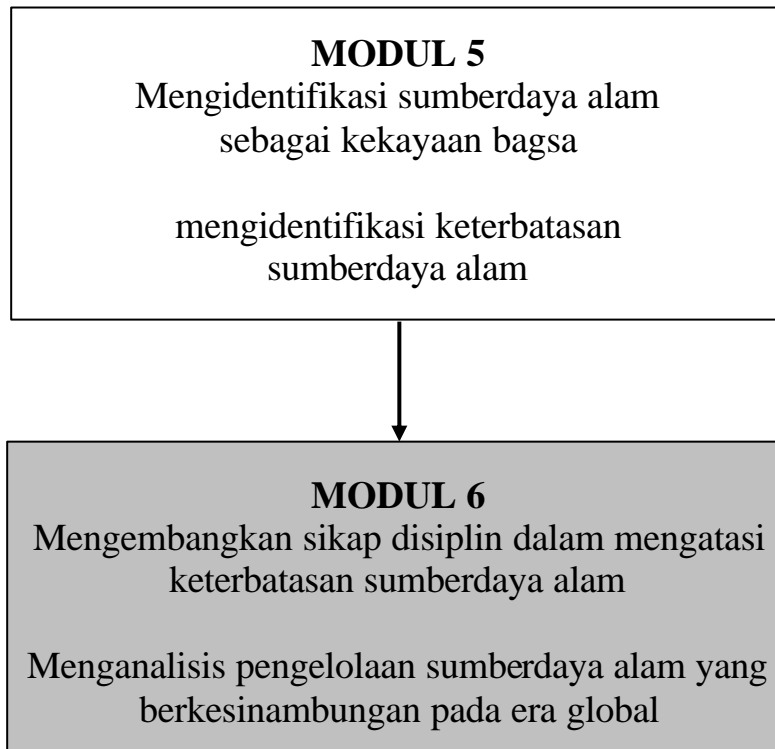 MODUL 5
Mengidentifikasi sumberdaya alam
sebagai kekayaan bagsa
mengidentifikasi keterbatasan
sumberdaya alam
MODUL 6
Mengembangkan sikap disiplin dalam mengatasi
keterbatasan sumberdaya alam
Menganalisis pengelolaan sumberdaya alam yang
berkesinambungan pada era global